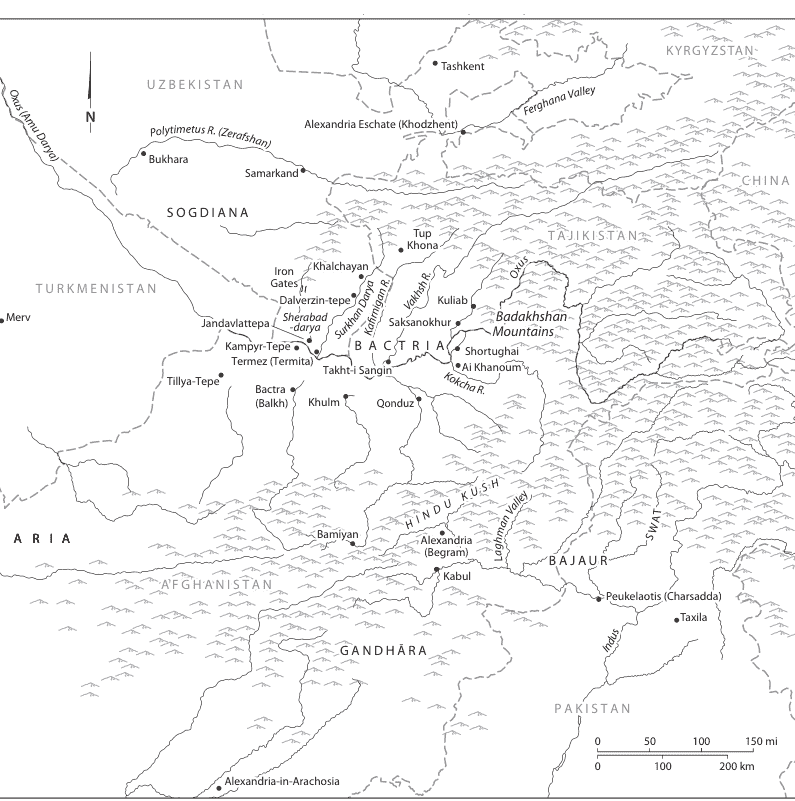 KYRGYZSTAN
Tashkent
UZBEKISTAN
Oxus (Amu Darya)
Ferghana Valley
N
Alexandria Eschate (Khodzhent)
Polytimetus R. (Zerafshan)
Bukhara
Samarkand
CHINA
SOGDIANA
Tup
Khona
TAJIKISTAN
Oxus
Iron
Gates
Khalchayan
TURKMENISTAN
Dalverzin-tepe
Surkhan Darya
Kafirnigan R.
Vakhsh R.
Kuliab
Merv
Sherabad
-darya
Jandavlattepa
Saksanokhur
Badakhshan
Mountains
Kampyr-Tepe
BACTRIA
Shortughai
Termez (Termita)
Takht-i Sangin
Ai Khanoum
Tillya-Tepe
Kokcha R.
Bactra
(Balkh)
Khulm
Qonduz
HINDU KUSH
Laghman Valley
SWAT
ARIA
Bamiyan
Alexandria
(Begram)
BAJAUR
Kabul
AFGHANISTAN
Peukelaotis (Charsadda)
Taxila
Indus
GANDHĀRA
PAKISTAN
0 50 100 150 mi
0 100 200 km
Alexandria-in-Arachosia